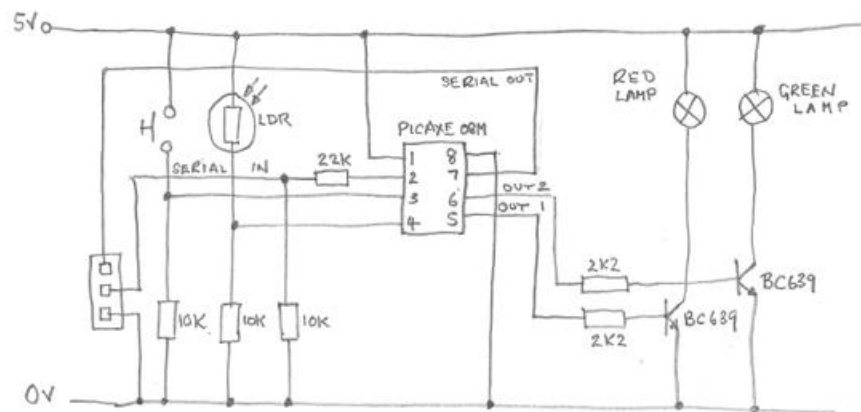 5V
SERIAL OUT
RED
LAMP
GREEN
LAMP
H
LDR
PICAXE 08M
SERIAL IN
22K
1 8
2 7
3 6
4 5
OUT 2
OUT 1
2K2
BC639
10K
10K
10K
2K2
BC639
0V